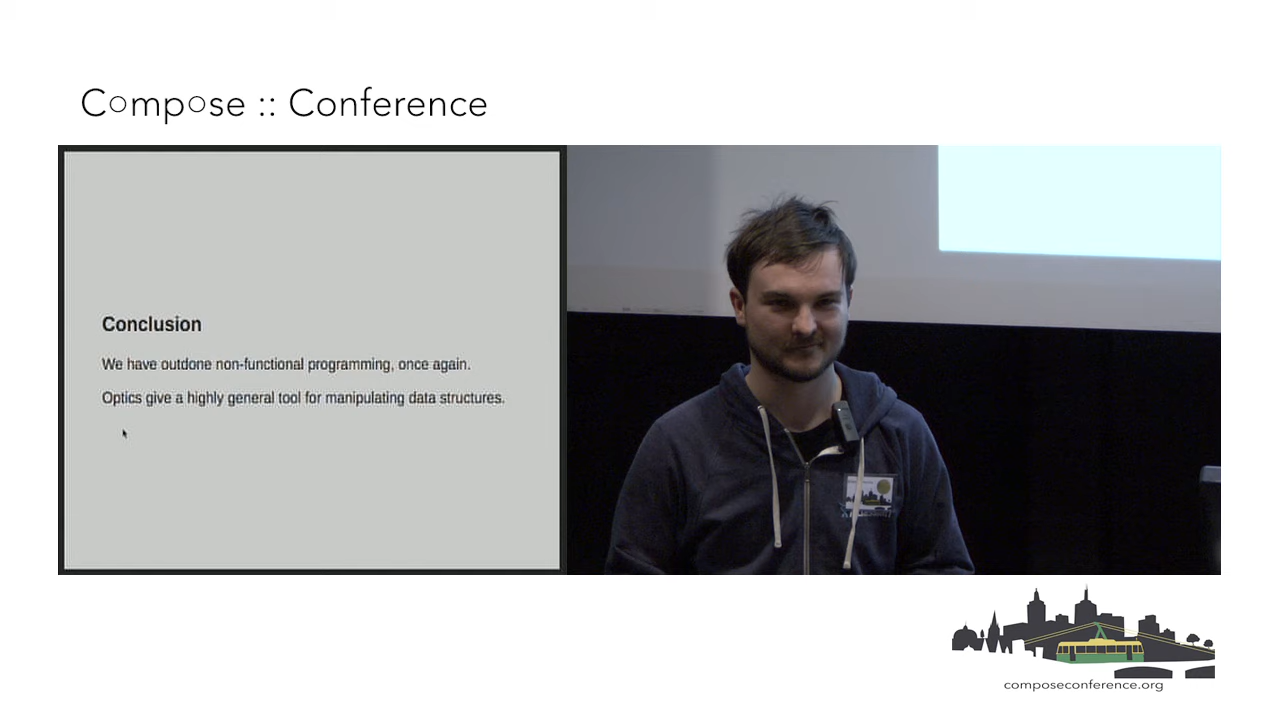 Compose :: Conference
Conclusion
We have outdone non-functional programming, once again.
Optics give a highly general tool for manipulating data structures.
composeconference.org